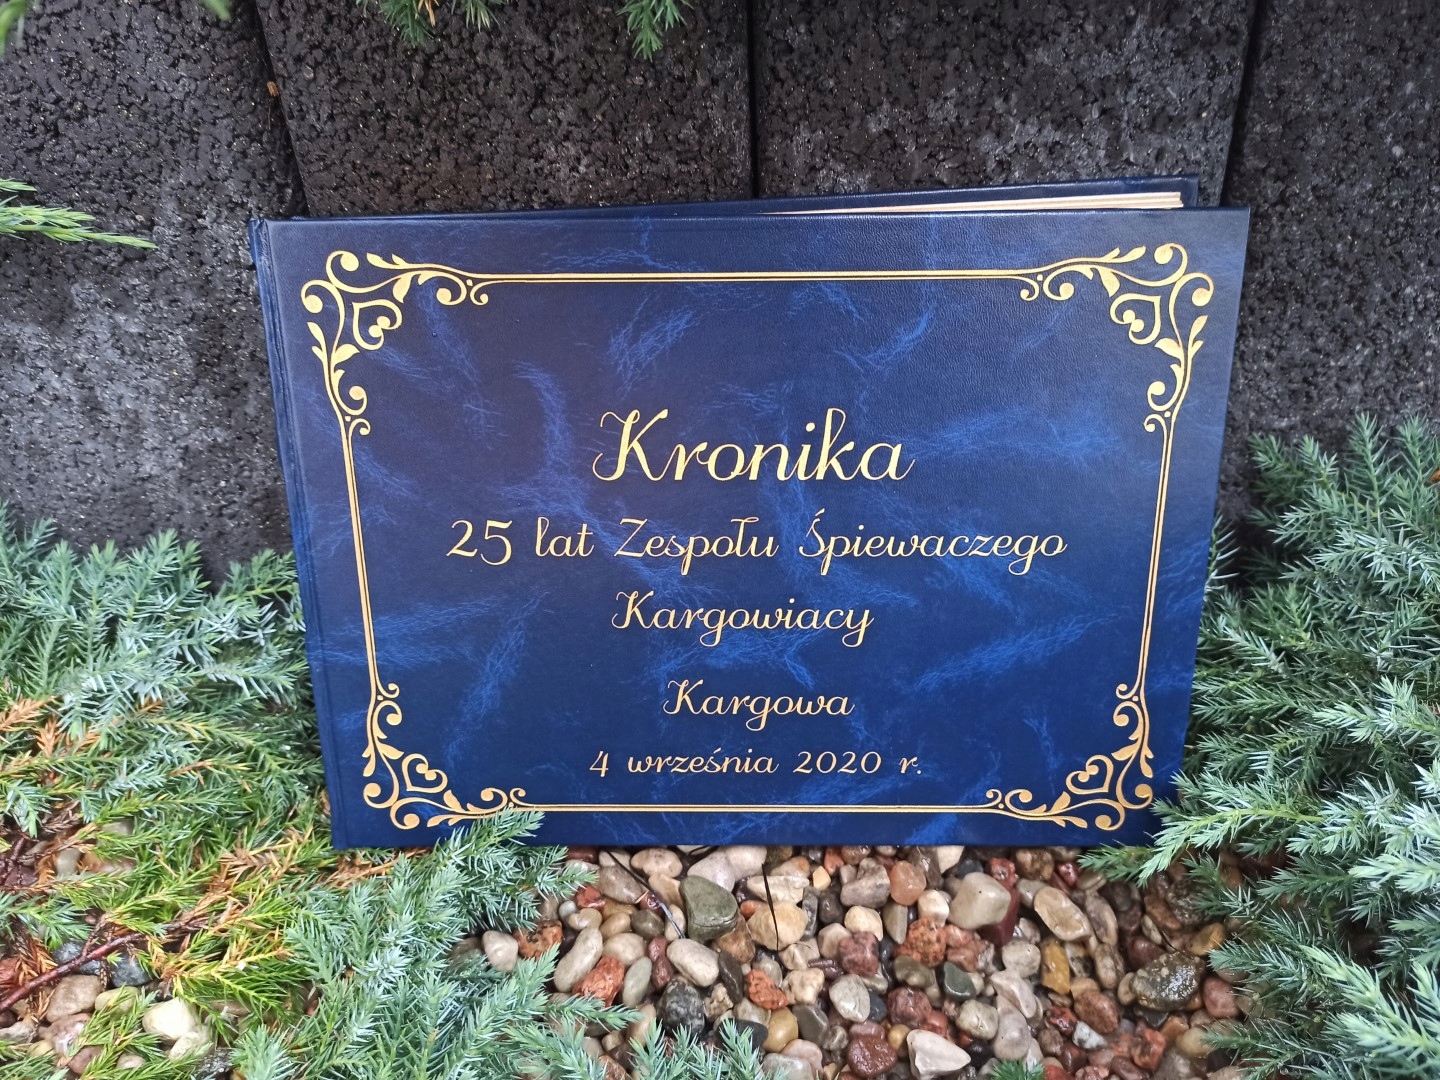 Kronika
25 lat Zespołu Śpiewaczego
Kargowiacy
Kargowa
4 września 2020 r.